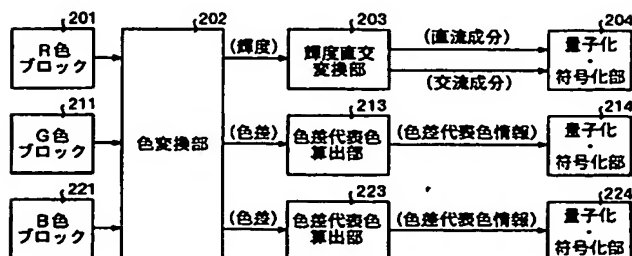 201
202
203
204
R色
ブロック
(輝度)
輝度直交
変換部
(直流成分)
(交流成分)
量子化
・
符号化部
211
213
214
G色
ブロック
色変換部
(色差)
色差代表色
算出部
(色差代表色情報)
量子化
・
符号化部
221
223
224
B色
ブロック
(色差)
色差代表色
算出部
(色差代表色情報)
量子化
・
符号化部